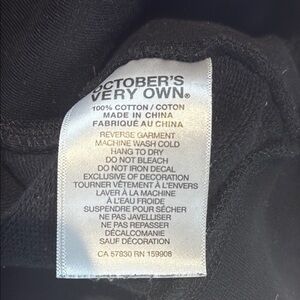 OCTOBER'S
VERY OWN®
100% COTTON / COTON
MADE IN CHINA
FABRIQUÉ AU CHINA
REVERSE GARMENT
MACHINE WASH COLD
HANG TO DRY
DO NOT BLEACH
DO NOT IRON DECAL
EXCLUSIVE OF DECORATION
TOURNER VÊTEMENT À L'ENVERS
LAVER À LA MACHINE
À L'EAU FROIDE
SUSPENDRE POUR SÉCHER
NE PAS JAVELLISER
NE PAS REPASSER
DÉCALCOMANIE
SAUF DÉCORATION
CA 57830 RN 159908